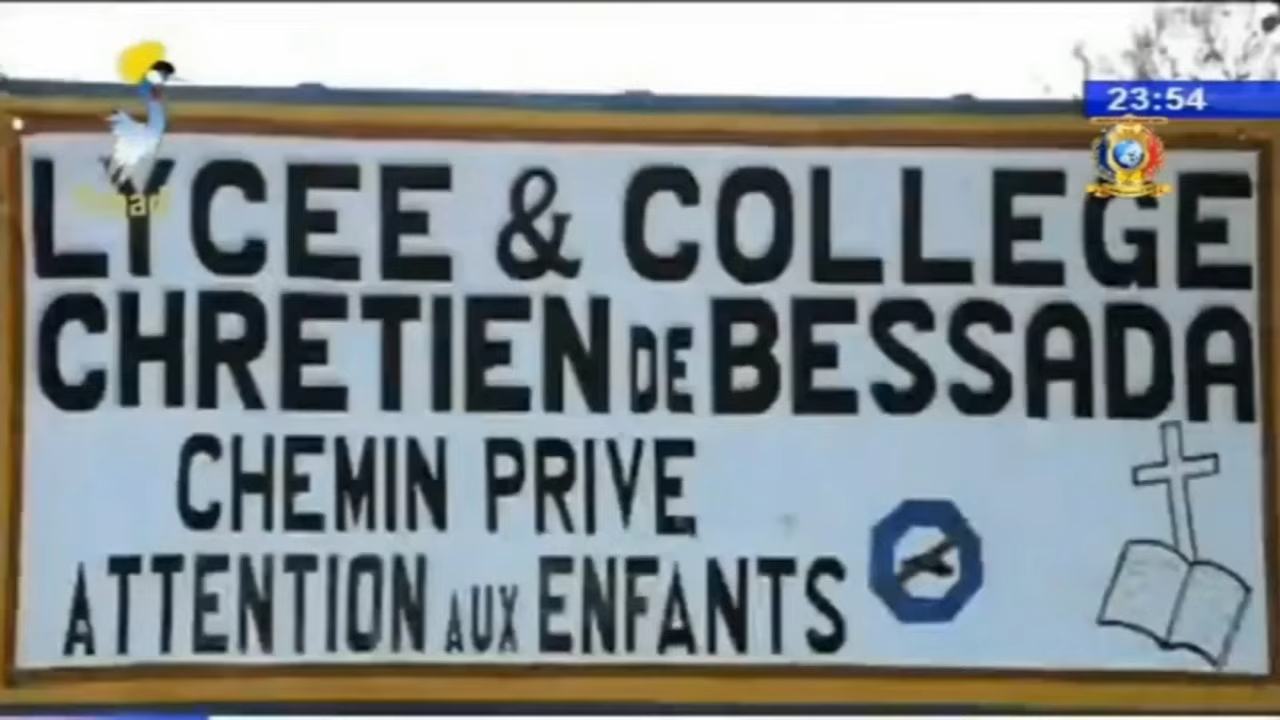 23:54
LYCEE & COLLEGE
CHRETIEN DE BESSADA
CHEMIN PRIVE
ATTENTION AUX ENFANTS